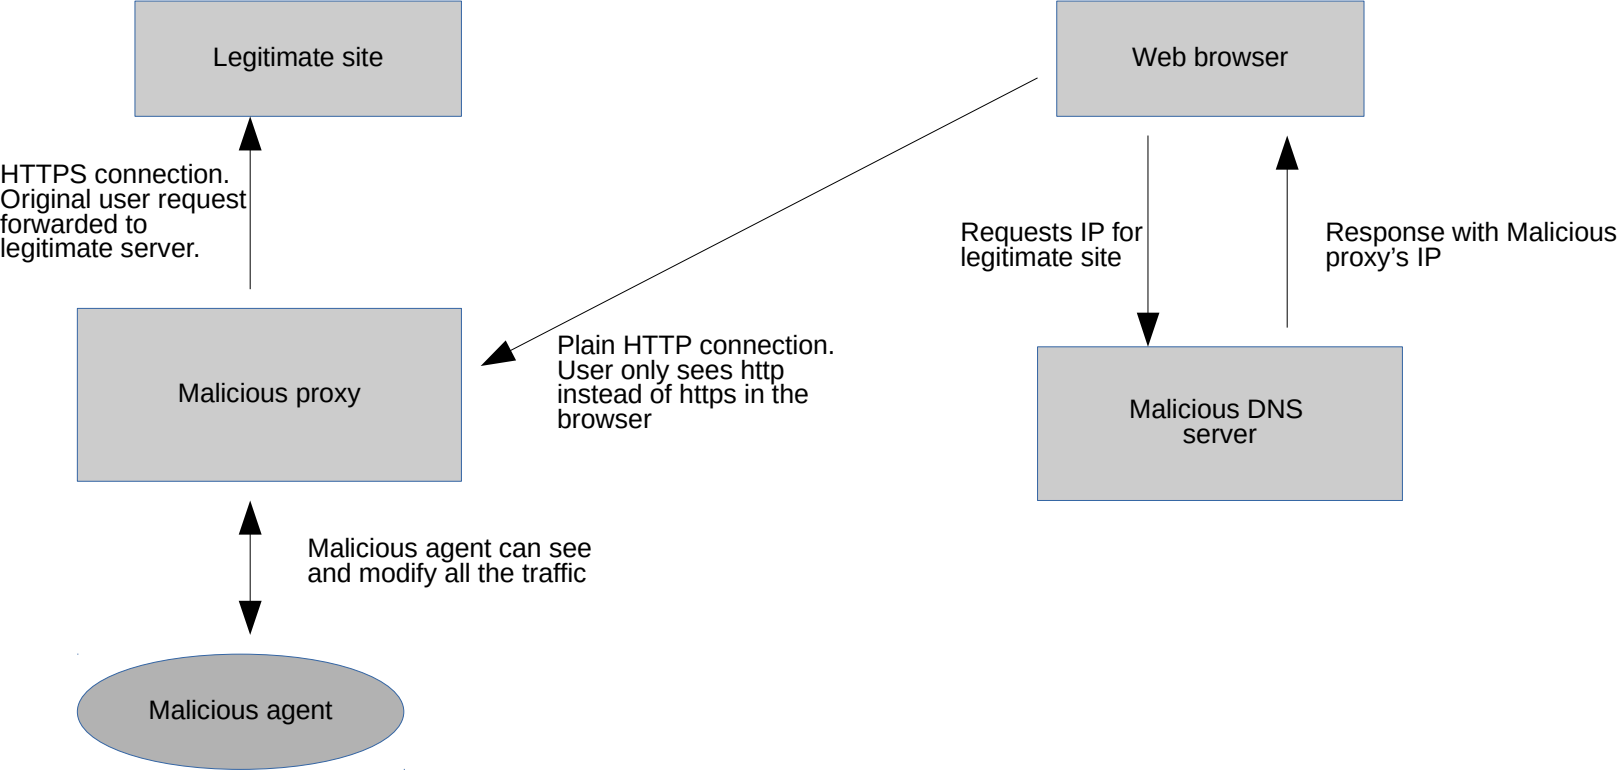 Legitimate site
Web browser
HTTPS connection.
Original user request
forwarded to
legitimate server.
Requests IP for
legitimate site
Response with Malicious
proxy’s IP
Plain HTTP connection.
User only sees http
instead of https in the
browser
Malicious proxy
Malicious DNS
server
Malicious agent can see
and modify all the traffic
Malicious agent